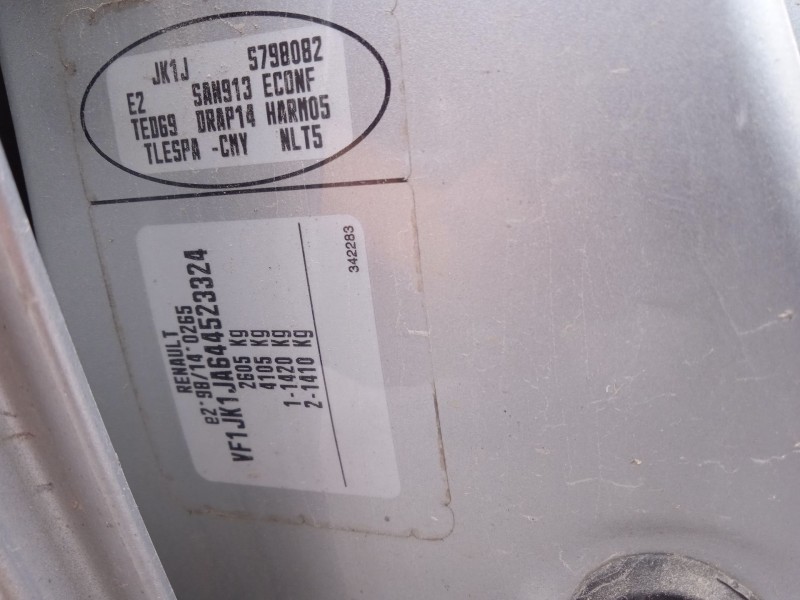 JK1J S798082
E2 SAN913 ECONF
TED69 DRAP14 HARM05
TLESPA -CMY NLT5
RENAULT
e2*98/14*0265
VF1JK1JA644523324
2605 Kg
4105 Kg
1-1420 Kg
2-1410 Kg
342283